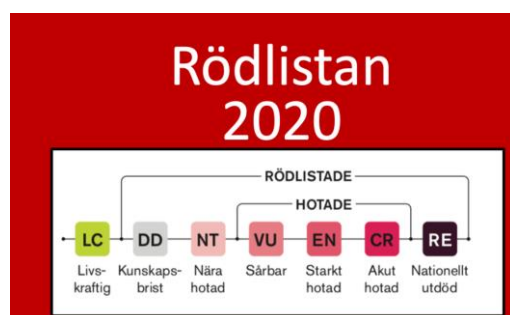 Rödlistan
2020
RÖDLISTADE
HOTADE
LC DD NT VU EN CR RE
Livs- Kunskaps- Nära Sårbar Starkt Akut Nationellt
kraftig brist hotad hotad hotad utdöd